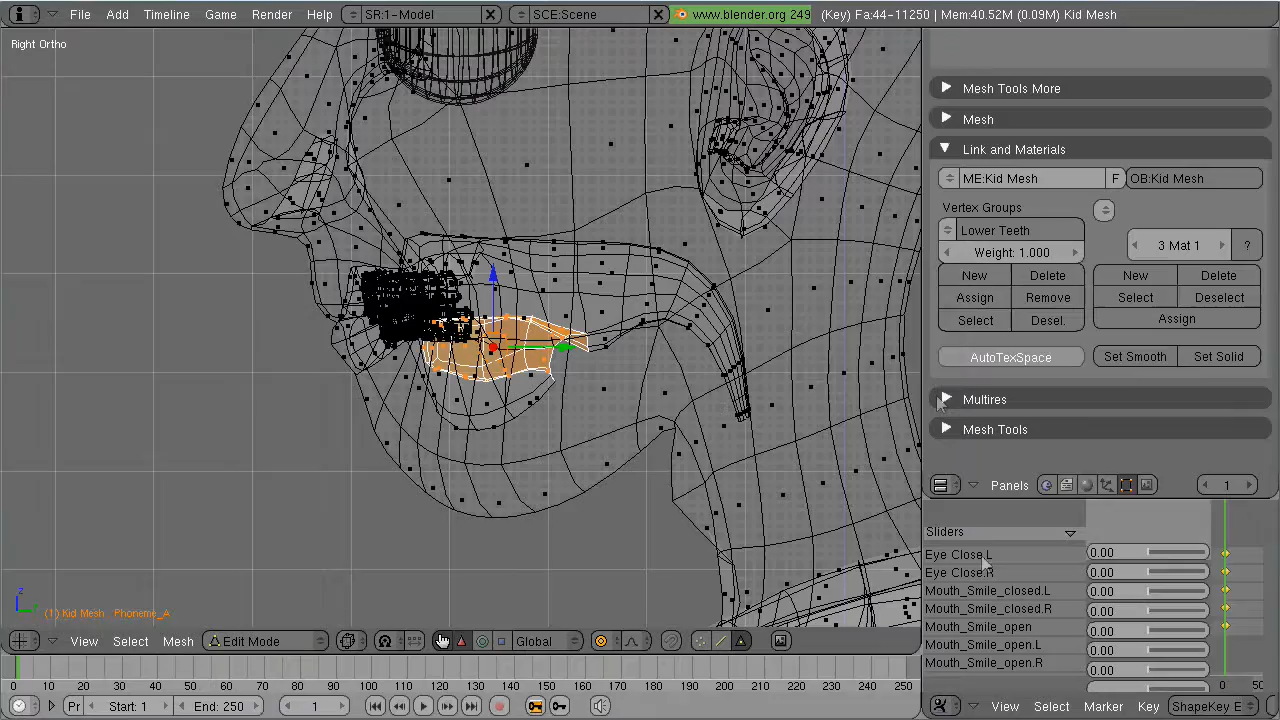 File Add Timeline Game Render Help SR:1-Model SCE:Scene www.blender.org 249 (Key) Fa:44-11250 | Mem:40.52M (0.09M) Kid Mesh
Right Ortho
Mesh Tools More
Mesh
Link and Materials
ME:Kid Mesh F OB:Kid Mesh
Vertex Groups
Lower Teeth
Weight: 1.000 3 Mat 1 ?
New Delete New Delete
Assign Remove Select Deselect
Select Desel. Assign
AutoTexSpace Set Smooth Set Solid
Multires
Mesh Tools
Panels 1
Sliders
Eye Close.L 0.00
Eye Close.R 0.00
Mouth_Smile_closed.L 0.00
Mouth_Smile_closed.R 0.00
Mouth_Smile_open 0.00
Mouth_Smile_open.L 0.00
Mouth_Smile_open.R 0.00
0 50
z
(1) Kid Mesh Phoneme_A
View Select Mesh Edit Mode Global
0 10 20 30 40 50 60 70 80 90 100 110 120 130 140 150 160 170 180 190 200 210 220 230 240 250
Pr Start: 1 End: 250 1
View Select Marker Key ShapeKey E